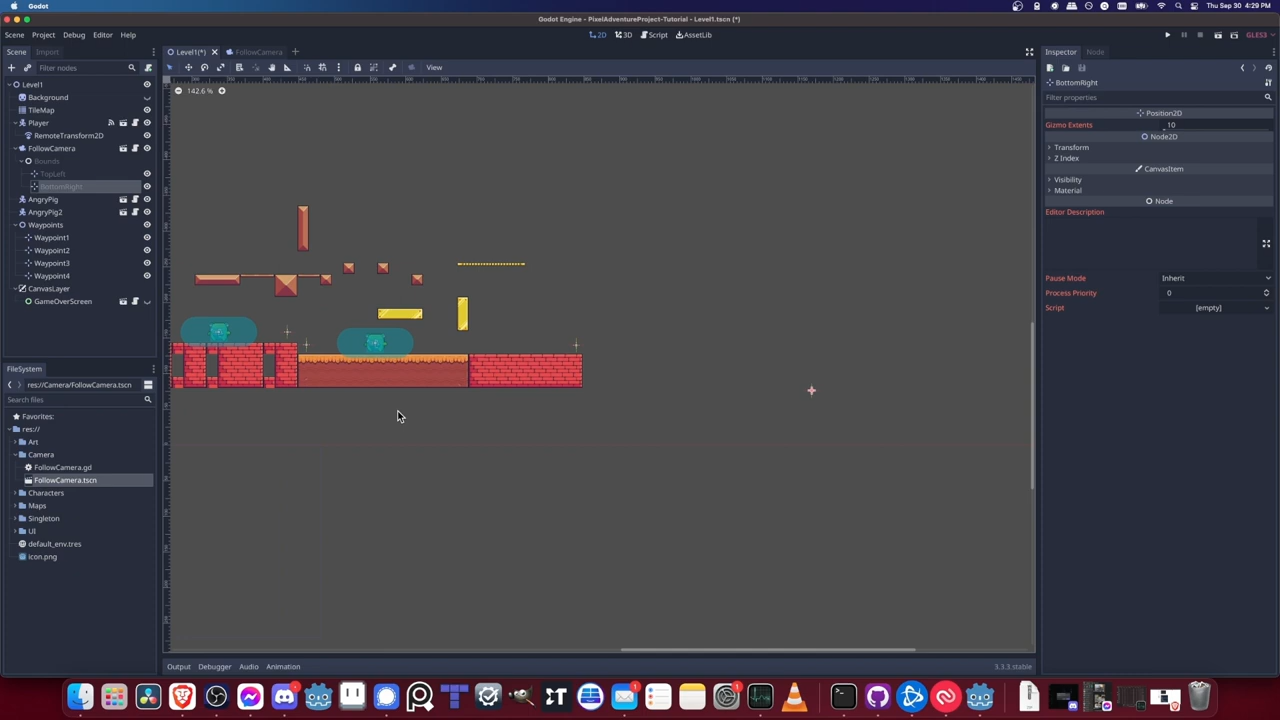 Godot
Thu Sep 30 4:29 PM
Godot Engine - PixelAdventureProject-Tutorial - Level1.tscn (*)
Scene Project Debug Editor Help
2D 3D Script AssetLib
GLES3
Scene Import
Level1(*) FollowCamera
Inspector Node
Filter nodes
View
Level1
BottomRight
Background
142.6 %
Filter properties
TileMap
Position2D
Player
Gizmo Extents 10
RemoteTransform2D
Node2D
FollowCamera
Transform
Bounds
Z Index
TopLeft
CanvasItem
BottomRight
Visibility
AngryPig
Material
AngryPig2
Node
Waypoints
Editor Description
Waypoint1
Waypoint2
Waypoint3
Waypoint4
Pause Mode Inherit
CanvasLayer
Process Priority 0
GameOverScreen
Script [empty]
FileSystem
res://Camera/FollowCamera.tscn
Search files
Favorites:
res://
Art
Camera
FollowCamera.gd
FollowCamera.tscn
Characters
Maps
Singleton
UI
default_env.tres
icon.png
Output Debugger Audio Animation
3.3.3.stable